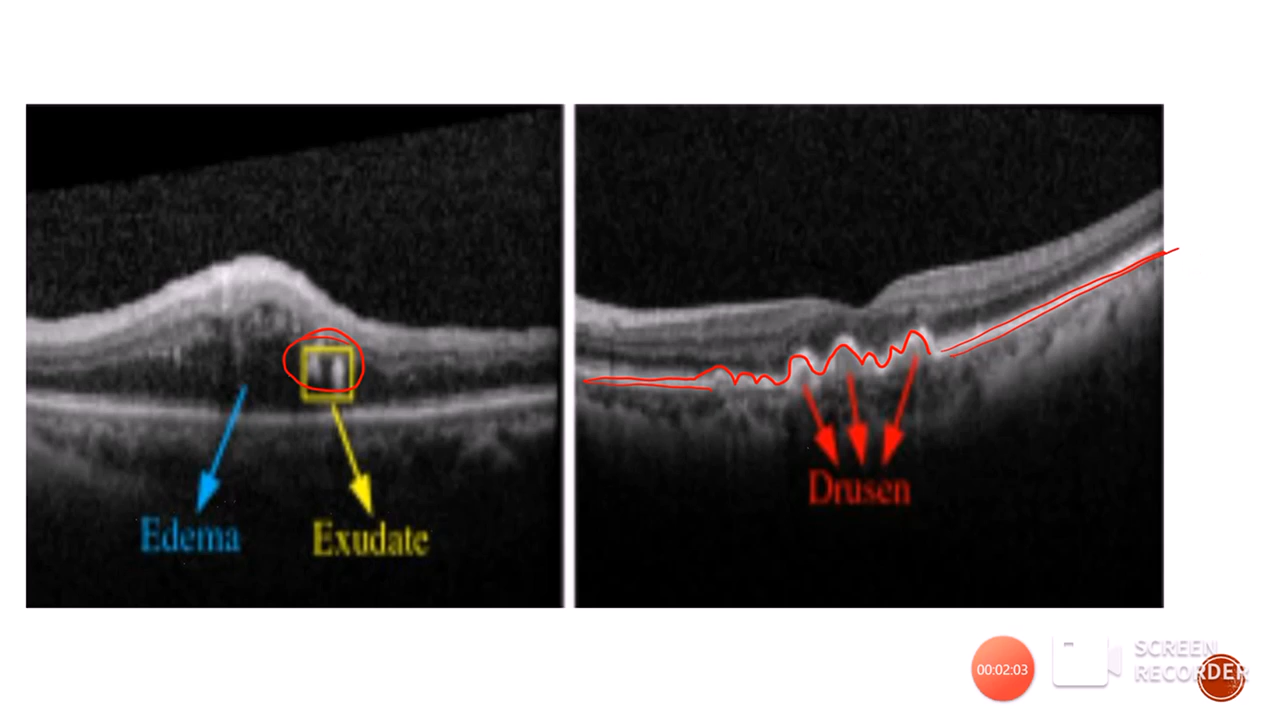 Edema
Exudate
Drusen
00:02:03
SCREEN
RECORDER